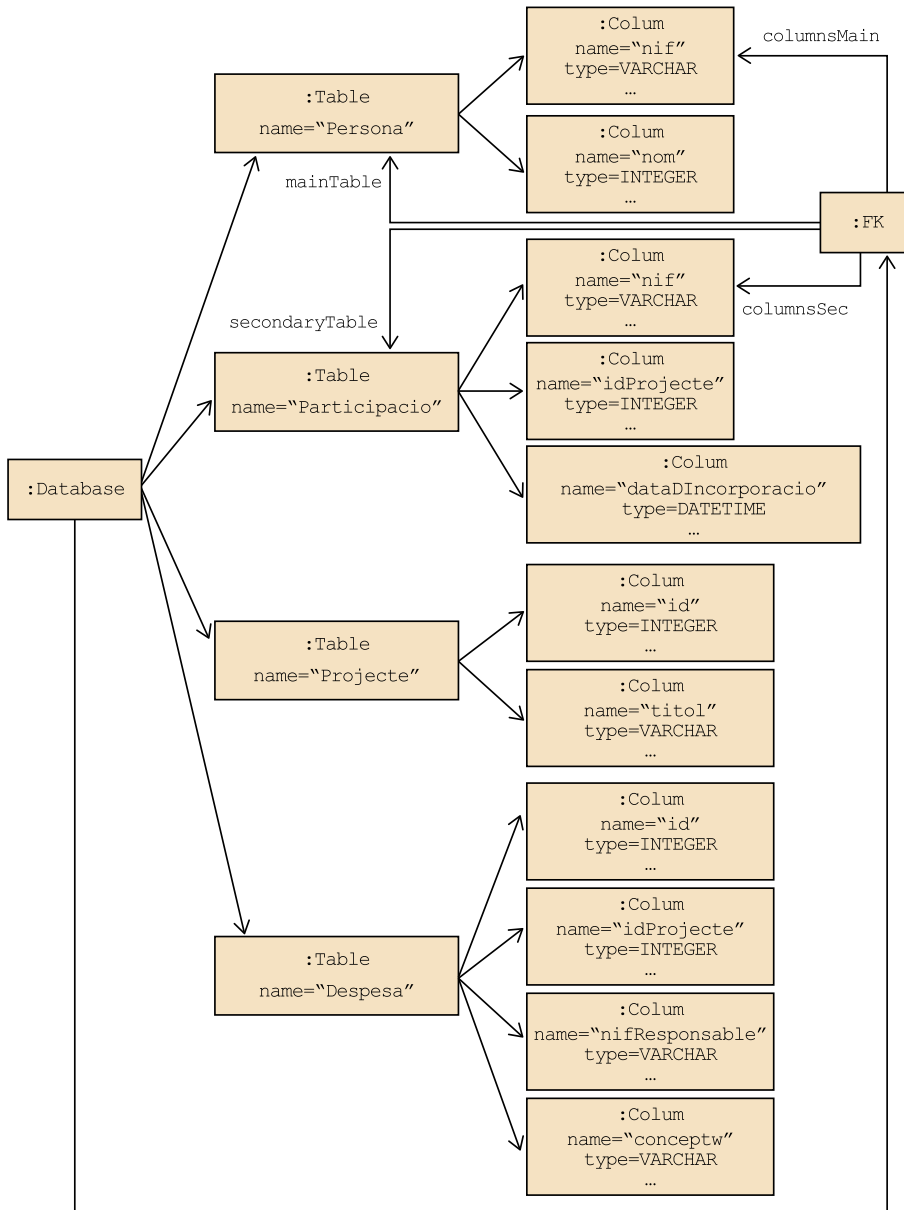 :Colum
name=“nif”
type=VARCHAR
…
columnsMain
:Table
name=“Persona”
:Colum
name=“nom”
type=INTEGER
…
mainTable
:FK
:Colum
name=“nif”
type=VARCHAR
…
columnsSec
secondaryTable
:Table
name=“Participacio”
:Colum
name=“idProjecte”
type=INTEGER
…
:Colum
name=“dataDIncorporacio”
type=DATETIME
…
:Database
:Colum
name=“id”
type=INTEGER
…
:Table
name=“Projecte”
:Colum
name=“titol”
type=VARCHAR
…
:Colum
name=“id”
type=INTEGER
…
:Colum
name=“idProjecte”
type=INTEGER
…
:Table
name=“Despesa”
:Colum
name=“nifResponsable”
type=VARCHAR
…
:Colum
name=“conceptw”
type=VARCHAR
…